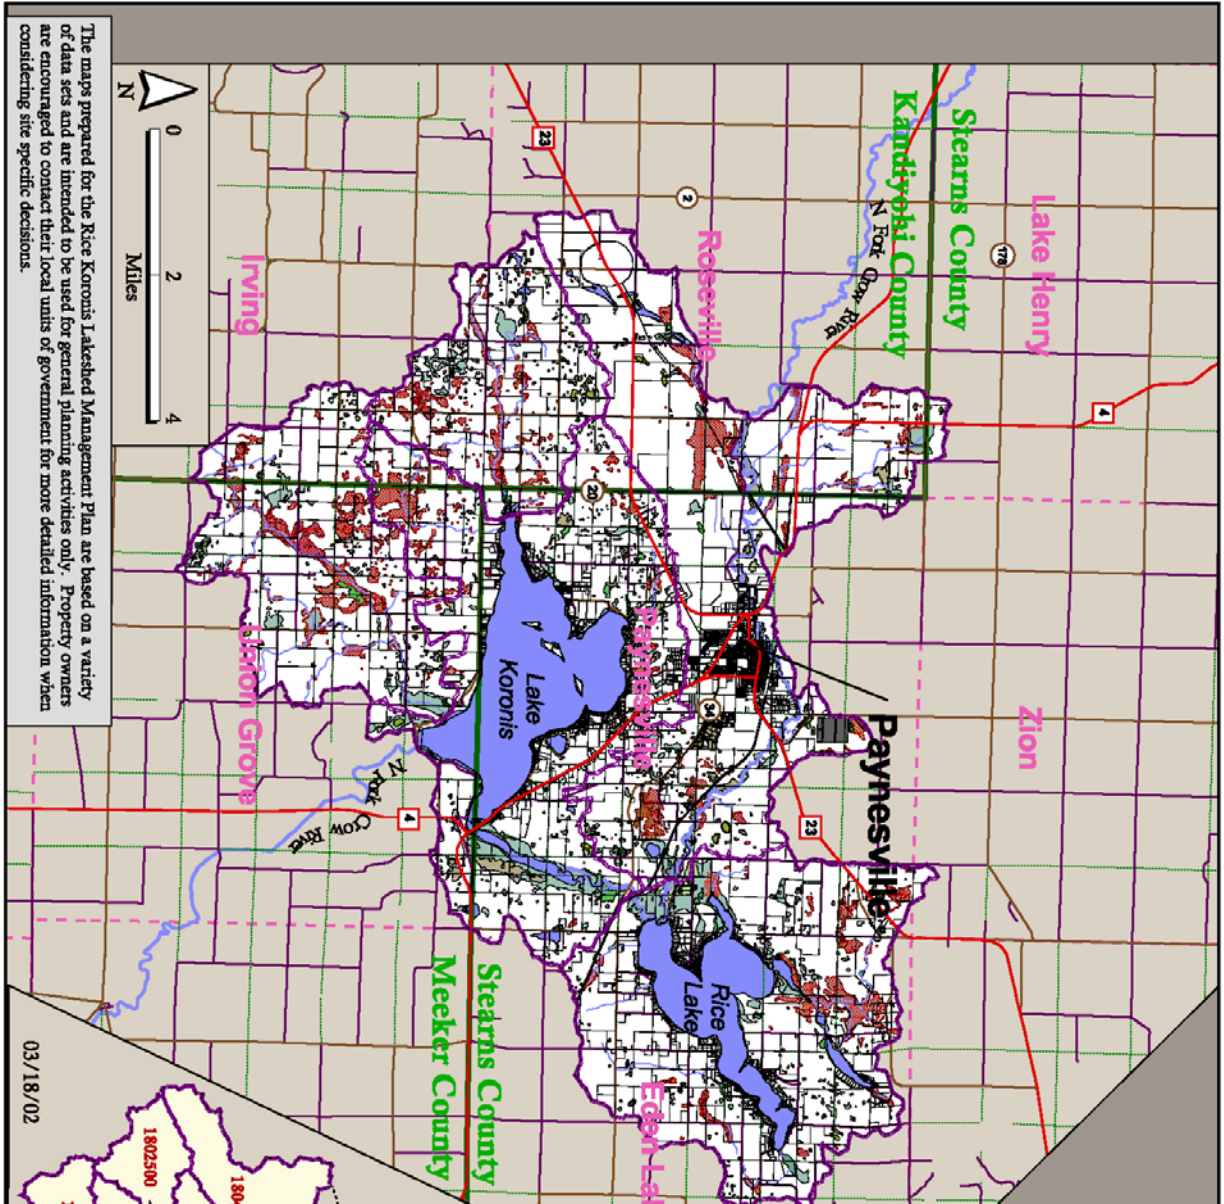 Lake Henry
178
4
Stearns County
Kandiyohi County
N Fork Crow River
Zion
Roseville
2
23
Paynesville
Paynesville
34
20
23
Irving
Lake
Koronis
Rice
Lake
Union Grove
N Fork Crow River
4
Stearns County
Meeker County
N
0
2
4
Miles
The maps prepared for the Rice Koronis Lakeshed Management Plan are based on a variety
of data sets and are intended to be used for general planning activities only. Property owners
are encouraged to contact their local units of government for more detailed information when
considering site specific decisions.
03/18/02
1802500